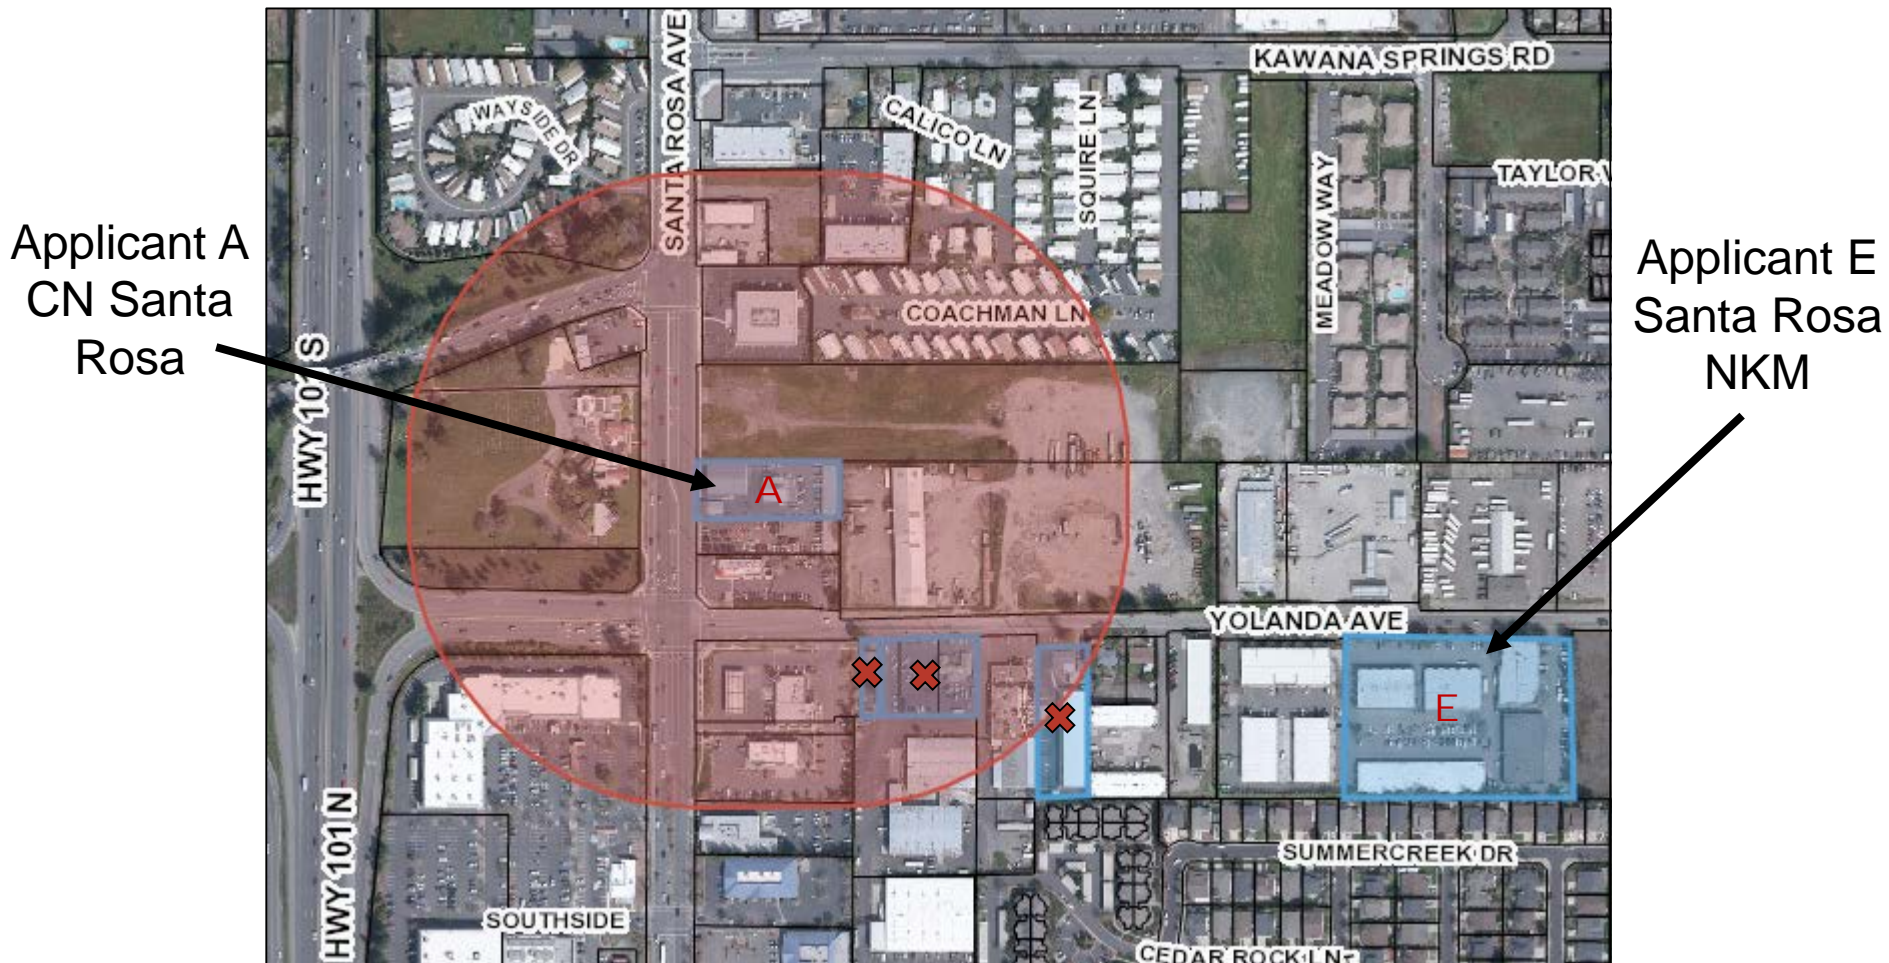 SANTA ROSA AVE
KAWANA SPRINGS RD
WAYSIDE DR
CALICO LN
SQUIRE LN
MEADOW WAY
TAYLOR V
Applicant A
CN Santa
Rosa
Applicant E
Santa Rosa
NKM
COACHMAN LN
HWY 101 S
A
YOLANDA AVE
E
HWY 101 N
SUMMERCREEK DR
SOUTHSIDE
CEDAR ROCK LN